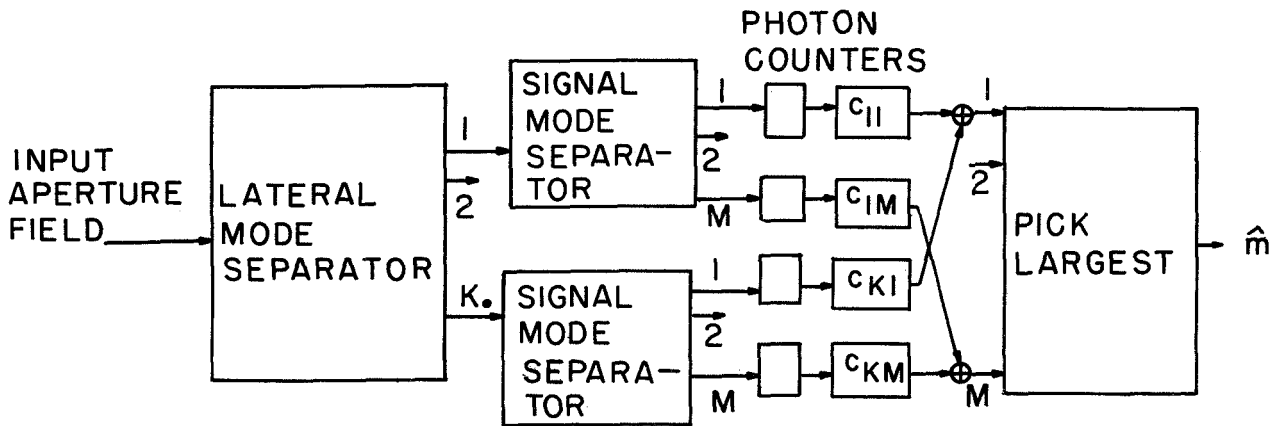 PHOTON
COUNTERS
INPUT
APERTURE
FIELD
LATERAL
MODE
SEPARATOR
1
2
K.
SIGNAL
MODE
SEPARA-
TOR
1
2
M
SIGNAL
MODE
SEPARA-
TOR
1
2
M
C11
C1M
CK1
CKM
1
2
M
PICK
LARGEST
m̂